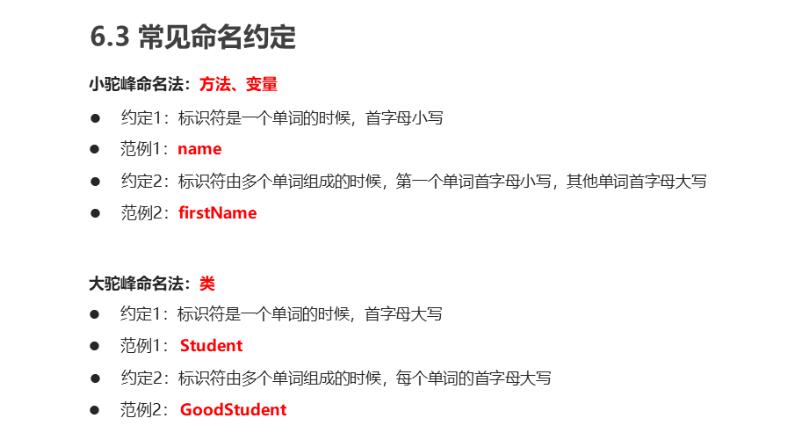 6.3 常见命名约定
小驼峰命名法：方法、变量
● 约定1：标识符是一个单词的时候，首字母小写
● 范例1：name
● 约定2：标识符由多个单词组成的时候，第一个单词首字母小写，其他单词首字母大写
● 范例2：firstName
大驼峰命名法：类
● 约定1：标识符是一个单词的时候，首字母大写
● 范例1：Student
● 约定2：标识符由多个单词组成的时候，每个单词的首字母大写
● 范例2：GoodStudent